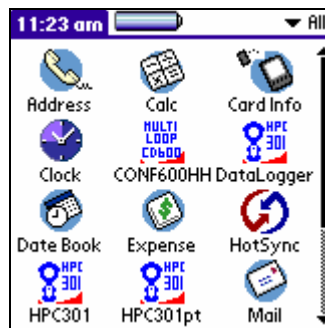 11:23 am All
Address Calc Card Info
MULTI
LOOP
CD600
HPC
301
Clock CONF600HH DataLogger
Date Book Expense HotSync
HPC
301
HPC
301
HPC301 HPC301pt Mail